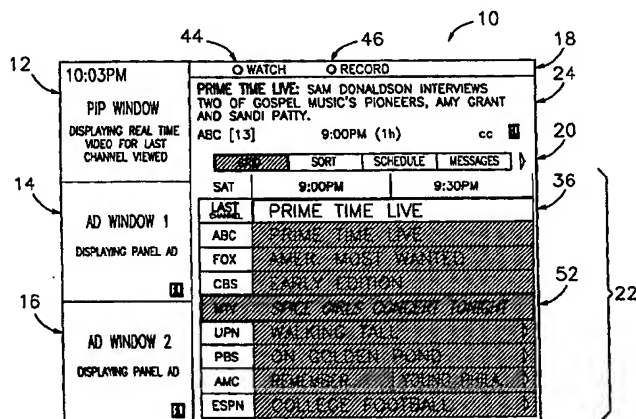 44
46
10
12
18
10:03PM
WATCH
RECORD
PIP WINDOW
DISPLAYING REAL TIME
VIDEO FOR LAST
CHANNEL VIEWED
PRIME TIME LIVE: SAM DONALDSON INTERVIEWS
TWO OF GOSPEL MUSIC'S PIONEERS, AMY GRANT
AND SANDI PATTY.
24
ABC [13]
9:00PM (1h)
cc
20
SORT
SCHEDULE
MESSAGES
14
SAT
9:00PM
9:30PM
36
LAST
CHANNEL
PRIME TIME LIVE
AD WINDOW 1
DISPLAYING PANEL AD
ABC
PRIME TIME LIVE
FOX
AMER. MOST WANTED
CBS
EARLY EDITION
52
16
SPICE GIRLS CONCERT TONIGHT
22
AD WINDOW 2
DISPLAYING PANEL AD
UPN
WALKING TALL
PBS
ON GOLDEN POND
AMC
REMEMBER
YOUNG PHILA.
ESPN
COLLEGE FOOTBALL